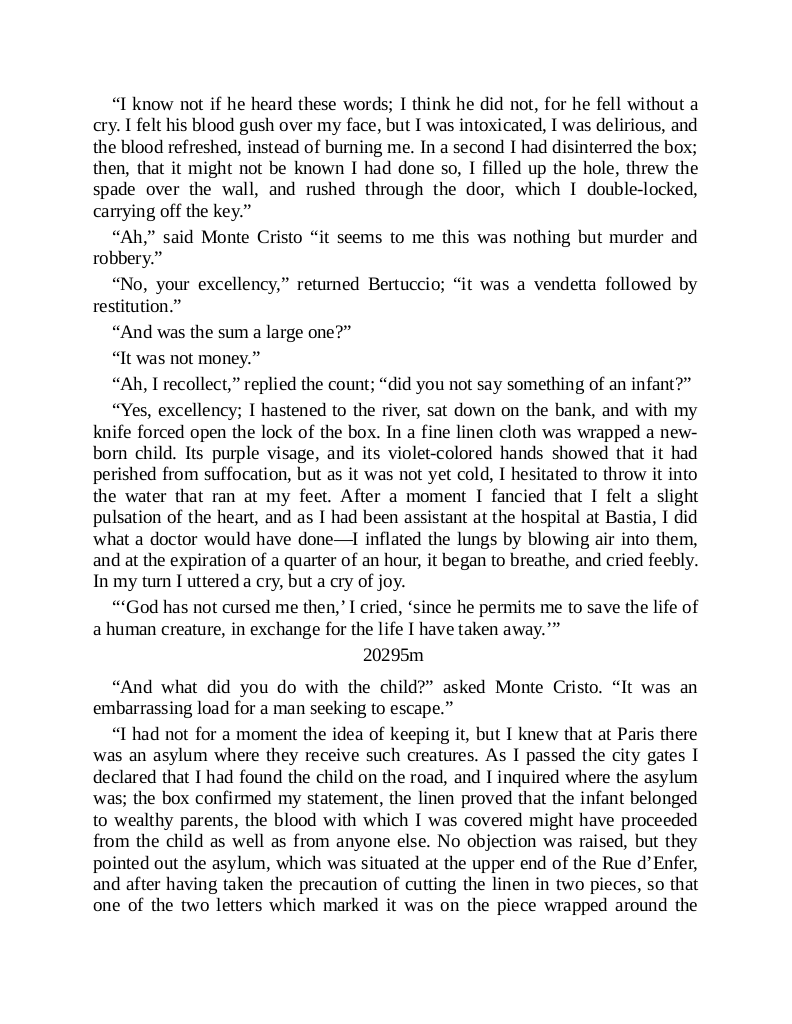 “I know not if he heard these words; I think he did not, for he fell without a
cry. I felt his blood gush over my face, but I was intoxicated, I was delirious, and
the blood refreshed, instead of burning me. In a second I had disinterred the box;
then, that it might not be known I had done so, I filled up the hole, threw the
spade over the wall, and rushed through the door, which I double-locked,
carrying off the key.”
“Ah,” said Monte Cristo “it seems to me this was nothing but murder and
robbery.”
“No, your excellency,” returned Bertuccio; “it was a vendetta followed by
restitution.”
“And was the sum a large one?”
“It was not money.”
“Ah, I recollect,” replied the count; “did you not say something of an infant?”
“Yes, excellency; I hastened to the river, sat down on the bank, and with my
knife forced open the lock of the box. In a fine linen cloth was wrapped a new-
born child. Its purple visage, and its violet-colored hands showed that it had
perished from suffocation, but as it was not yet cold, I hesitated to throw it into
the water that ran at my feet. After a moment I fancied that I felt a slight
pulsation of the heart, and as I had been assistant at the hospital at Bastia, I did
what a doctor would have done—I inflated the lungs by blowing air into them,
and at the expiration of a quarter of an hour, it began to breathe, and cried feebly.
In my turn I uttered a cry, but a cry of joy.
“‘God has not cursed me then,’ I cried, ‘since he permits me to save the life of
a human creature, in exchange for the life I have taken away.’”
20295m
“And what did you do with the child?” asked Monte Cristo. “It was an
embarrassing load for a man seeking to escape.”
“I had not for a moment the idea of keeping it, but I knew that at Paris there
was an asylum where they receive such creatures. As I passed the city gates I
declared that I had found the child on the road, and I inquired where the asylum
was; the box confirmed my statement, the linen proved that the infant belonged
to wealthy parents, the blood with which I was covered might have proceeded
from the child as well as from anyone else. No objection was raised, but they
pointed out the asylum, which was situated at the upper end of the Rue d’Enfer,
and after having taken the precaution of cutting the linen in two pieces, so that
one of the two letters which marked it was on the piece wrapped around the